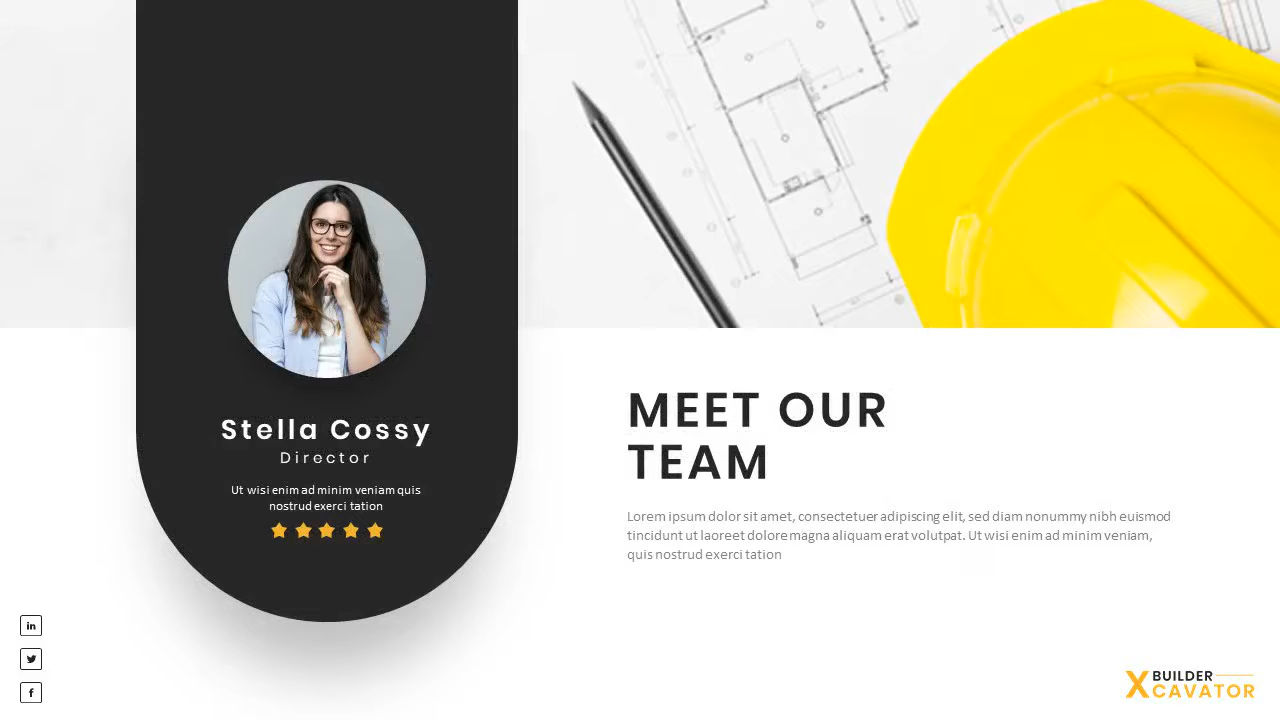 Stella Cossy
Director
Ut wisi enim ad minim veniam quis
nostrud exerci tation
MEET OUR
TEAM
Lorem ipsum dolor sit amet, consectetuer adipiscing elit, sed diam nonummy nibh euismod
tincidunt ut laoreet dolore magna aliquam erat volutpat. Ut wisi enim ad minim veniam,
quis nostrud exerci tation
in
f
BUILDER
XCAVATOR